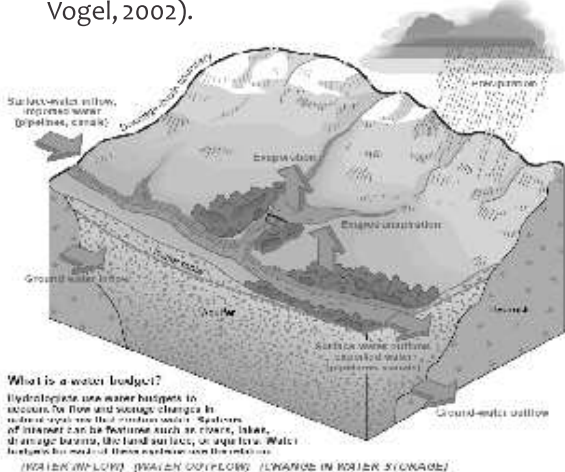 Vogel, 2002).
Precipitation
Drainage-basin boundary
Surface-water inflow,
imported water
(pipelines, canals)
Evaporation
Evapotranspiration
Ground-water inflow
Water table
Aquifer
Bedrock
Surface-water outflow,
exported water
(pipelines, canals)
Ground-water outflow
What is a water budget?
Hydrologists use water budgets to
account for flow and storage changes in
natural systems that contain water. Systems
of interest can be features such as rivers, lakes,
drainage basins, the land surface, or aquifers. Water
budgets for each of these systems use the relation
(WATER INFLOW) (WATER OUTFLOW) (CHANGE IN WATER STORAGE)